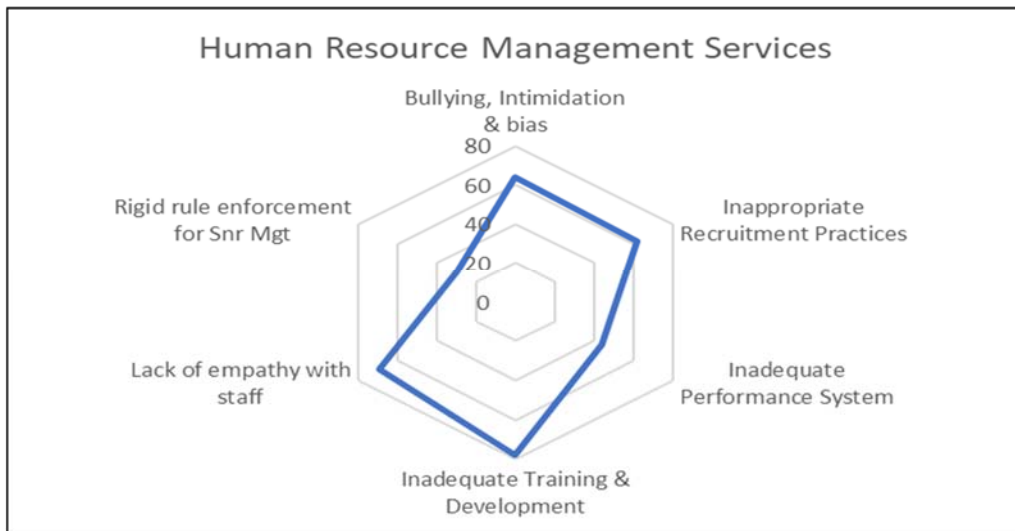 Human Resource Management Services
Bullying, Intimidation
& bias
80
60
40
20
0
Rigid rule enforcement
for Snr Mgt
Inappropriate
Recruitment Practices
Lack of empathy with
staff
Inadequate
Performance System
Inadequate Training &
Development